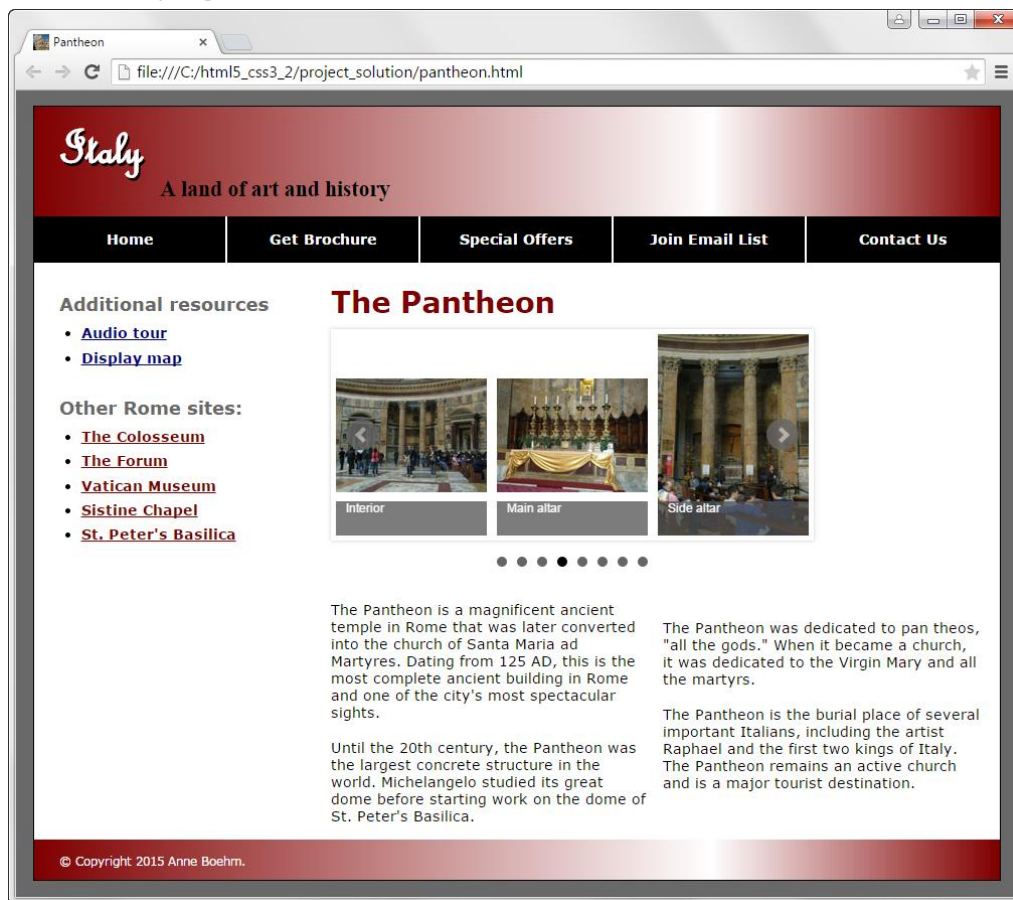 Pantheon
file:///C:/html5_css3_2/project_solution/pantheon.html
Italy
A land of art and history
Home
Get Brochure
Special Offers
Join Email List
Contact Us
Additional resources
Audio tour
Display map
Other Rome sites:
The Colosseum
The Forum
Vatican Museum
Sistine Chapel
St. Peter's Basilica
The Pantheon
Interior
Main altar
Side altar
The Pantheon is a magnificent ancient
temple in Rome that was later converted
into the church of Santa Maria ad
Martyres. Dating from 125 AD, this is the
most complete ancient building in Rome
and one of the city's most spectacular
sights.
Until the 20th century, the Pantheon was
the largest concrete structure in the
world. Michelangelo studied its great
dome before starting work on the dome of
St. Peter's Basilica.
The Pantheon was dedicated to pan theos,
"all the gods." When it became a church,
it was dedicated to the Virgin Mary and all
the martyrs.
The Pantheon is the burial place of several
important Italians, including the artist
Raphael and the first two kings of Italy.
The Pantheon remains an active church
and is a major tourist destination.
© Copyright 2015 Anne Boehm.